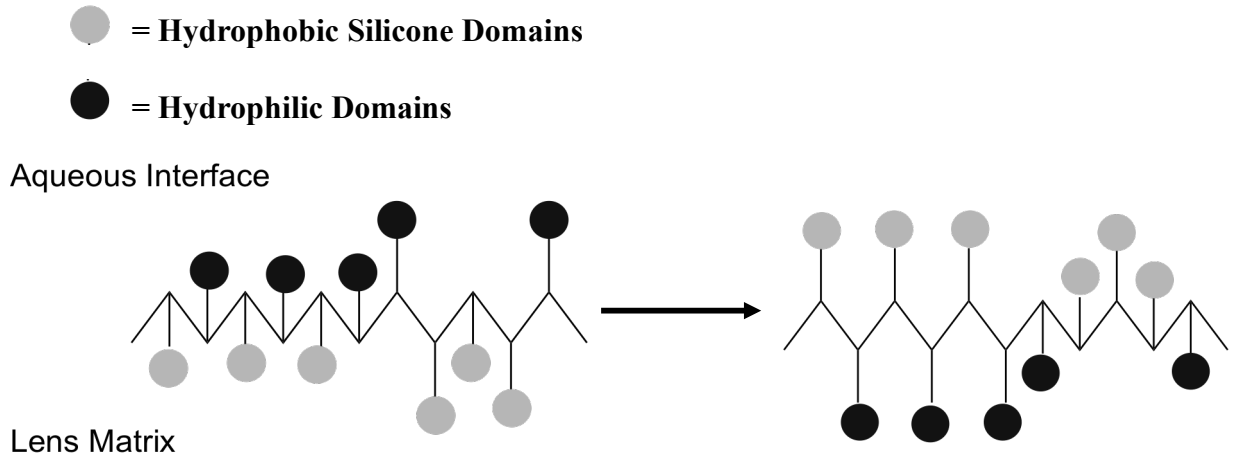 = Hydrophobic Silicone Domains
= Hydrophilic Domains
Aqueous Interface
Lens Matrix